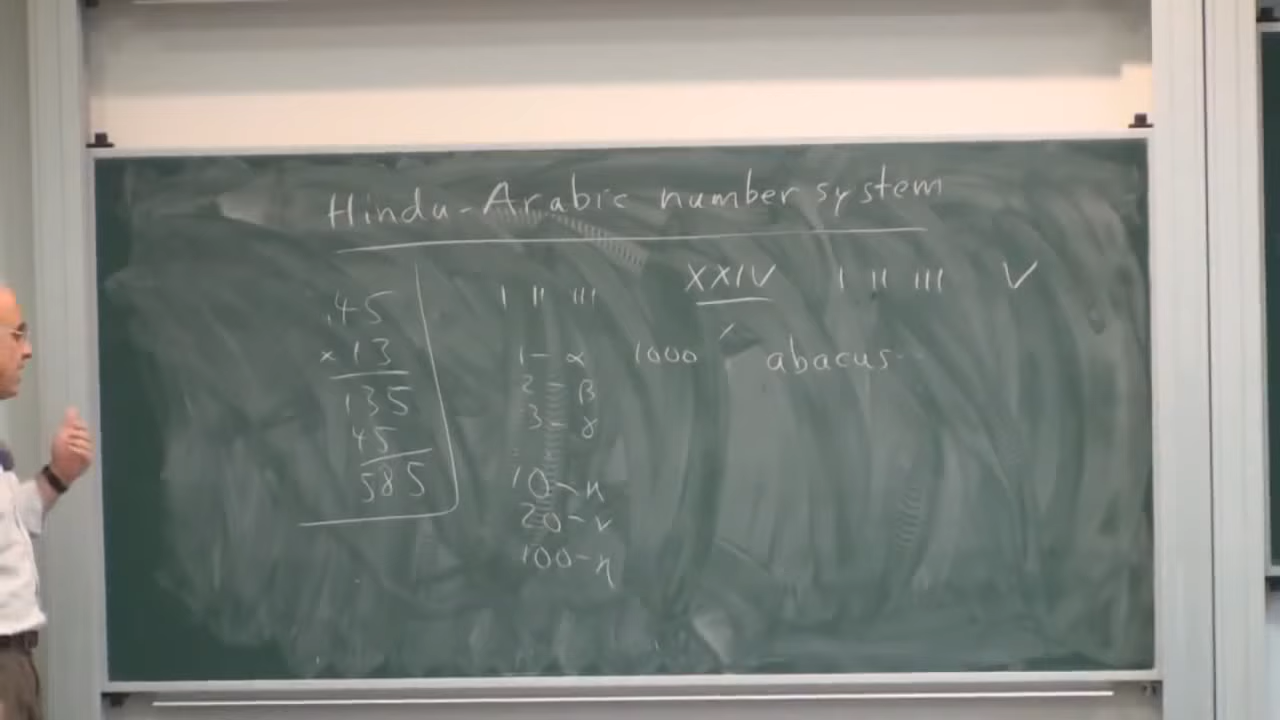 Hindu-Arabic number system
45
× 13
135
45
585
I II III
1 - α
2 - β
3 - γ
10 - κ
20 - ν
100 - η
XXIV I II III V
1000 abacus